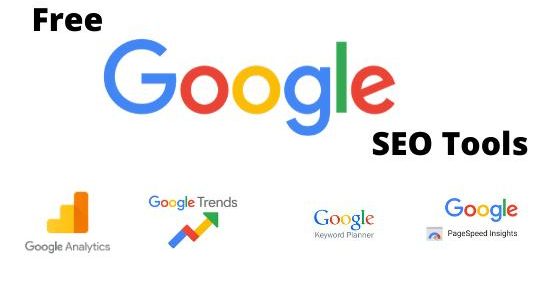 Free
Google
SEO Tools
Google Analytics
Google Trends
Google
Keyword Planner
Google
PageSpeed Insights